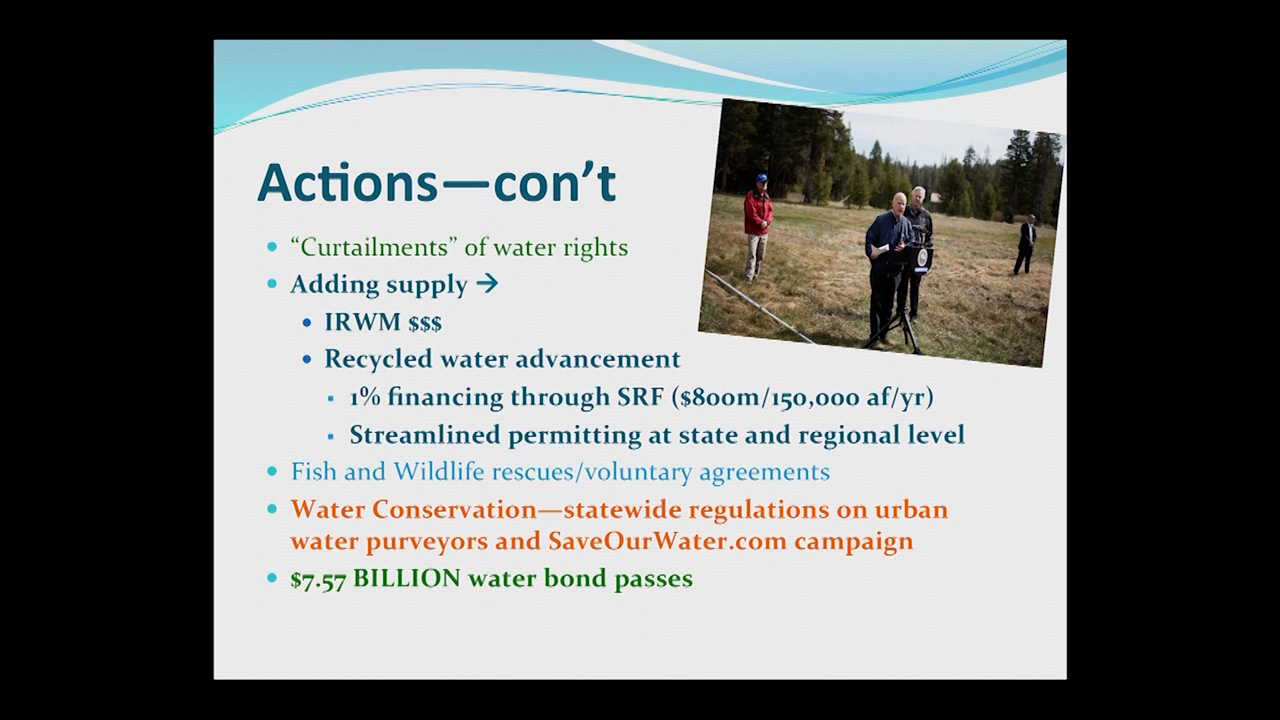 Actions—con’t
“Curtailments” of water rights
Adding supply →
IRWM $$$
Recycled water advancement
1% financing through SRF ($800m/150,000 af/yr)
Streamlined permitting at state and regional level
Fish and Wildlife rescues/voluntary agreements
Water Conservation—statewide regulations on urban
water purveyors and SaveOurWater.com campaign
$7.57 BILLION water bond passes